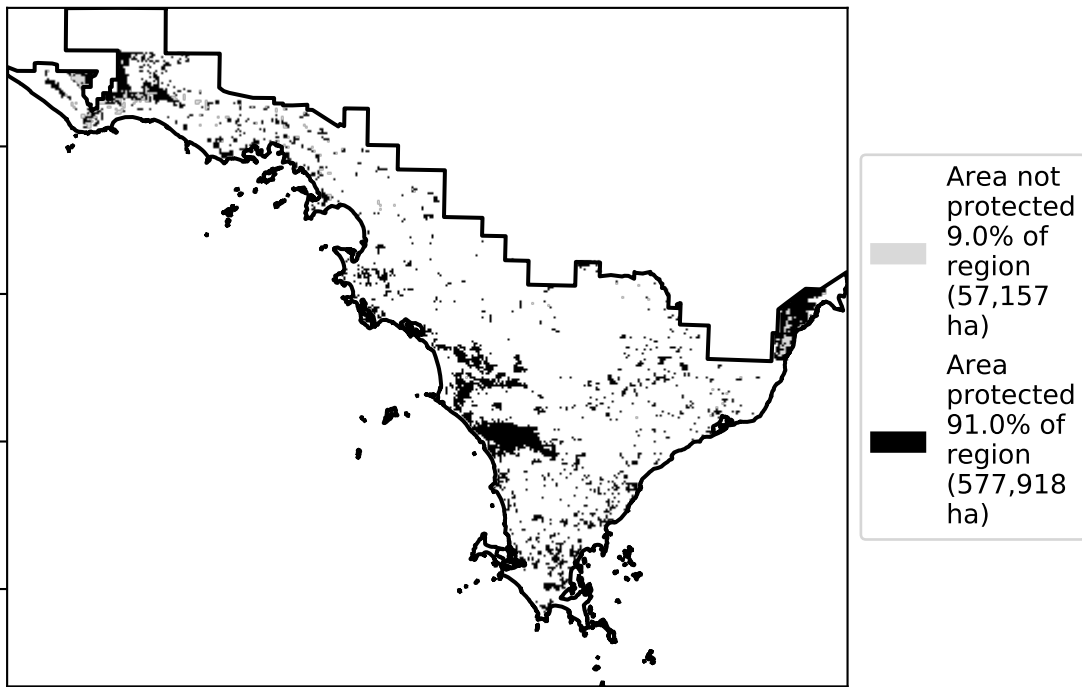 Area not
protected
9.0% of
region
(57,157
ha)
Area
protected
91.0% of
region
(577,918
ha)